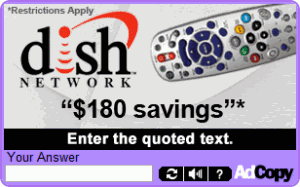 *Restrictions Apply
dish
NETWORK
“$180 savings”*
Enter the quoted text.
Your Answer
?
AdCopy